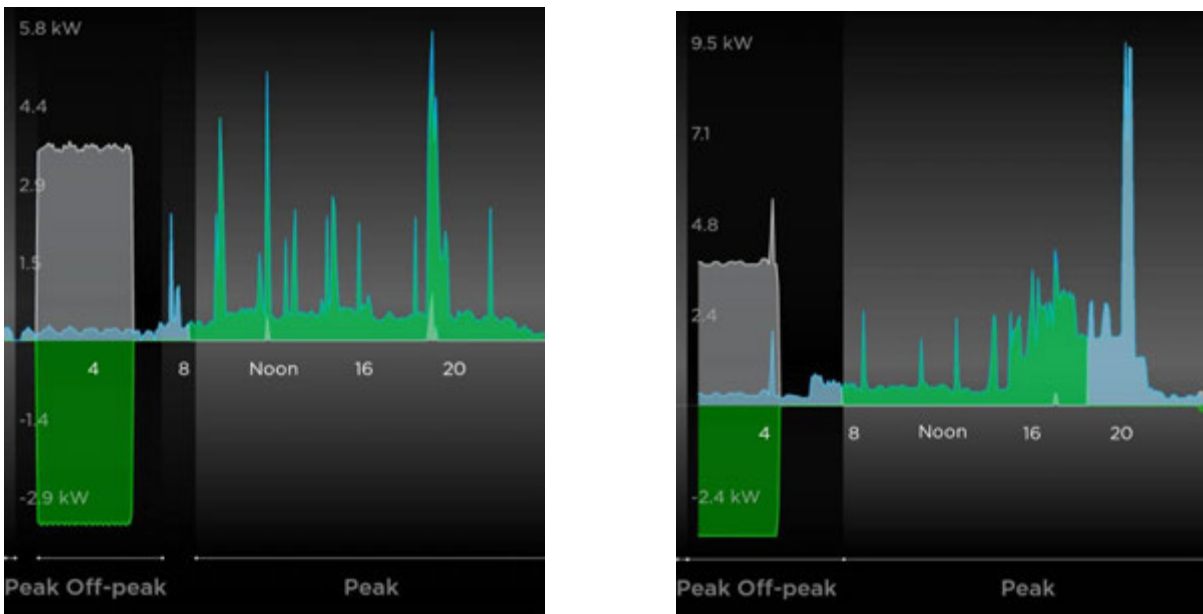 5.8 kW
4.4
2.9
1.5
4 8 Noon 16 20
-1.4
-2.9 kW
Peak Off-peak Peak
9.5 kW
7.1
4.8
2.4
4 8 Noon 16 20
-2.4 kW
Peak Off-peak Peak